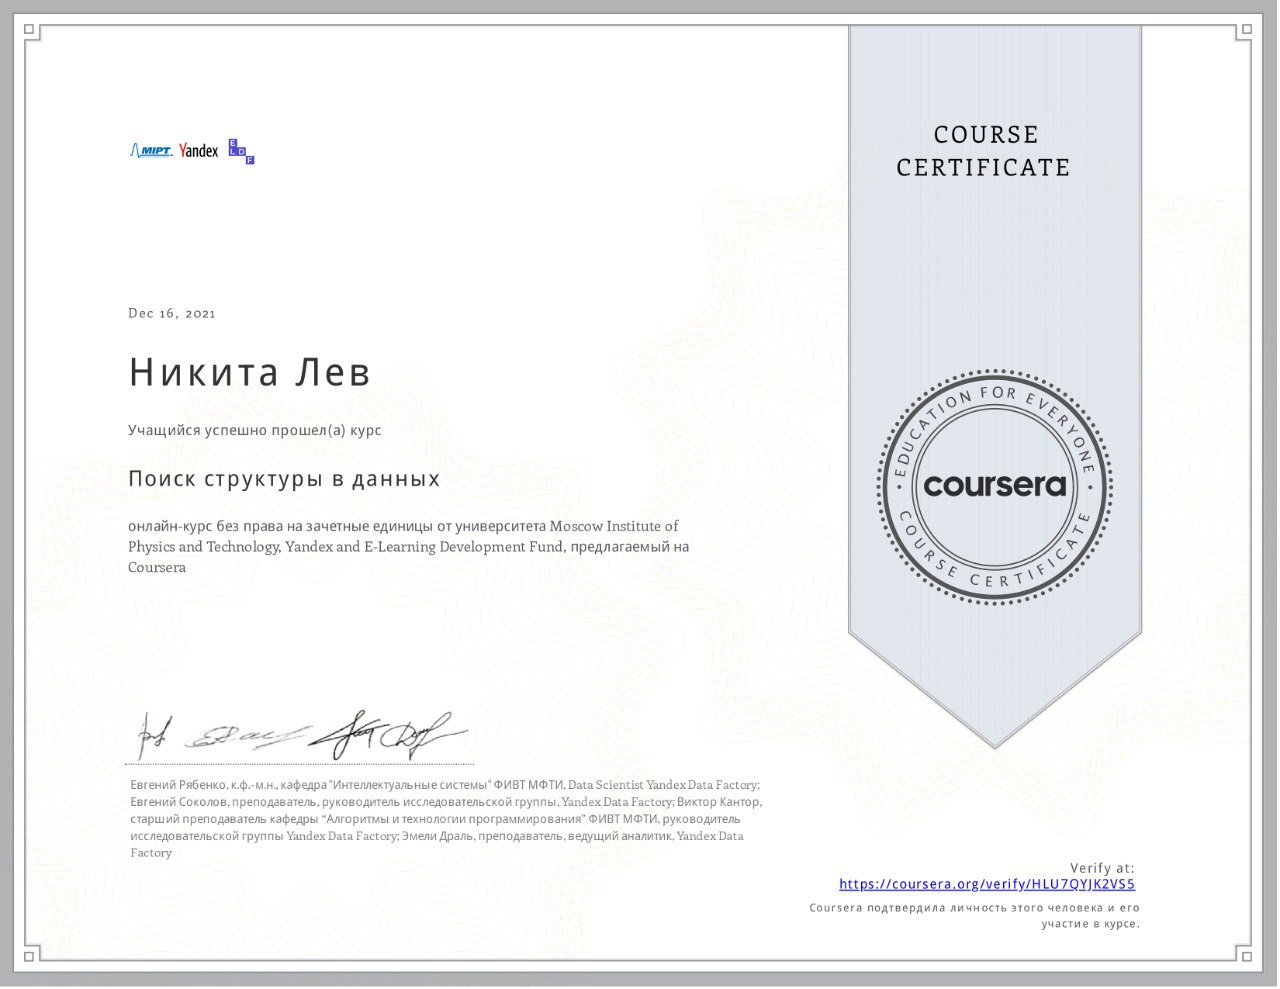 MIPT Yandex E L D F
COURSE
CERTIFICATE
Dec 16, 2021
Никита Лев
Учащийся успешно прошел(а) курс
Поиск структуры в данных
онлайн-курс без права на зачетные единицы от университета Moscow Institute of
Physics and Technology, Yandex and E-Learning Development Fund, предлагаемый на
Coursera
EDUCATION FOR EVERYONE
coursera
COURSE CERTIFICATE
Евгений Рябенко, к.ф.-м.н., кафедра "Интеллектуальные системы" ФИВТ МФТИ, Data Scientist Yandex Data Factory;
Евгений Соколов, преподаватель, руководитель исследовательской группы, Yandex Data Factory; Виктор Кантор,
старший преподаватель кафедры “Алгоритмы и технологии программирования” ФИВТ МФТИ, руководитель
исследовательской группы Yandex Data Factory; Эмели Драль, преподаватель, ведущий аналитик, Yandex Data
Factory
Verify at:
https://coursera.org/verify/HLU7QYJK2VS5
Coursera подтвердила личность этого человека и его
участие в курсе.